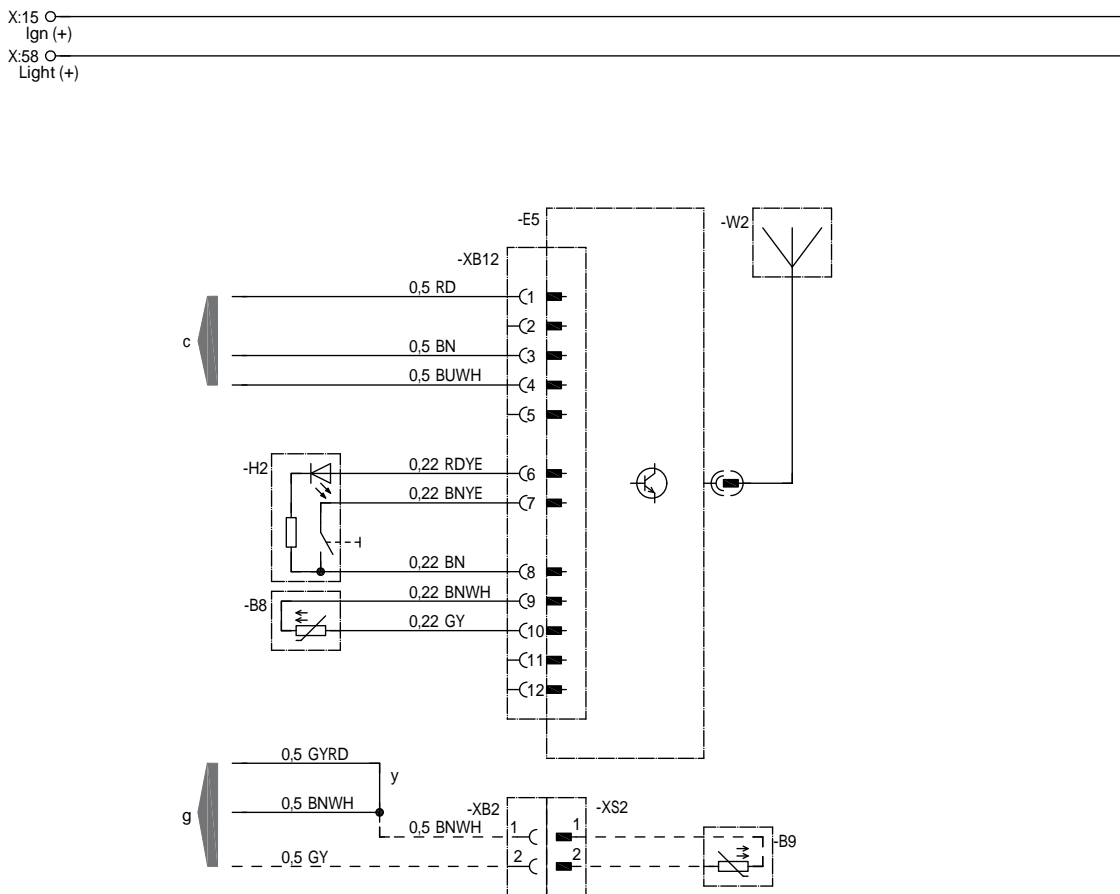 X:15
Ign (+)
X:58
Light (+)
-E5
-W2
-XB12
0,5 RD
1
2
c
0,5 BN
3
0,5 BUWH
4
5
-H2
0,22 RDYE
6
0,22 BNYE
7
0,22 BN
8
0,22 BNWH
9
-B8
0,22 GY
10
11
12
0,5 GYRD
y
0,5 BNWH
-XB2
-XS2
g
0,5 BNWH
1
1
-B9
0,5 GY
2
2